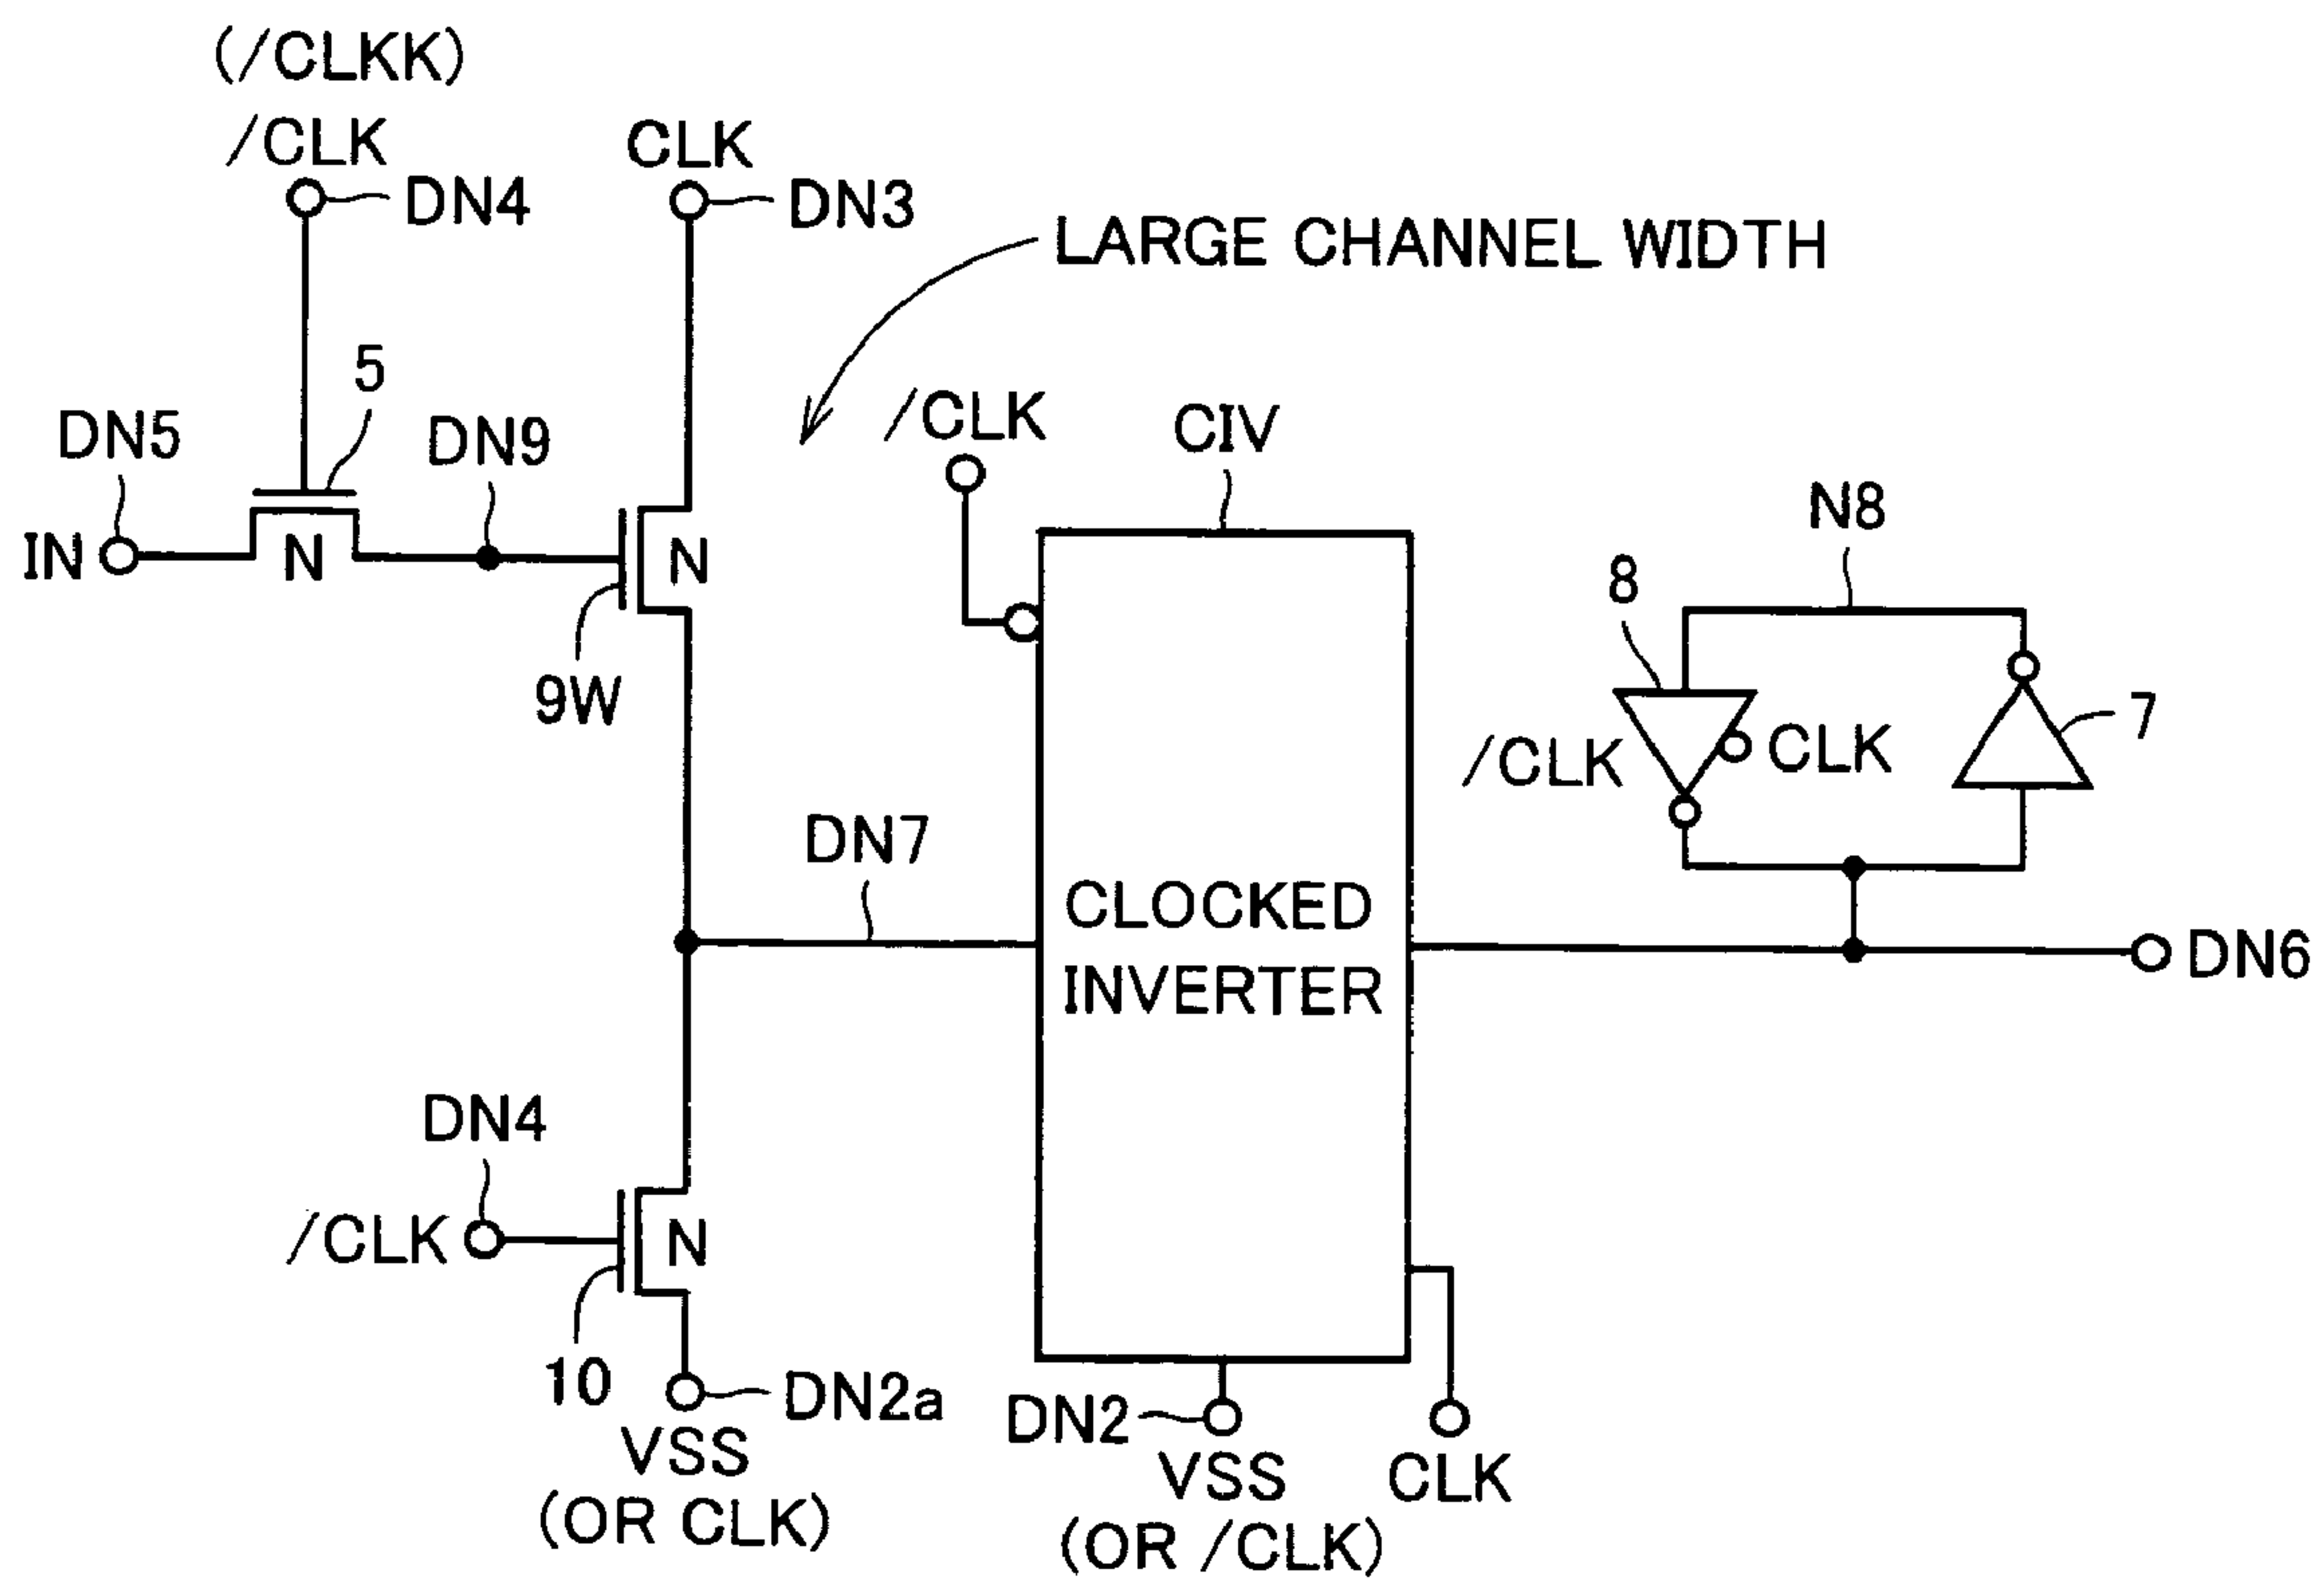 (/CLKK)
/CLK
DN4
CLK
DN3
LARGE CHANNEL WIDTH
5
DN5
DN9
IN
N
N
9W
/CLK
CIV
N8
8
/CLK
CLK
7
DN7
CLOCKED
INVERTER
DN6
DN4
/CLK
N
10
DN2a
VSS
(OR CLK)
DN2
VSS
(OR /CLK)
CLK